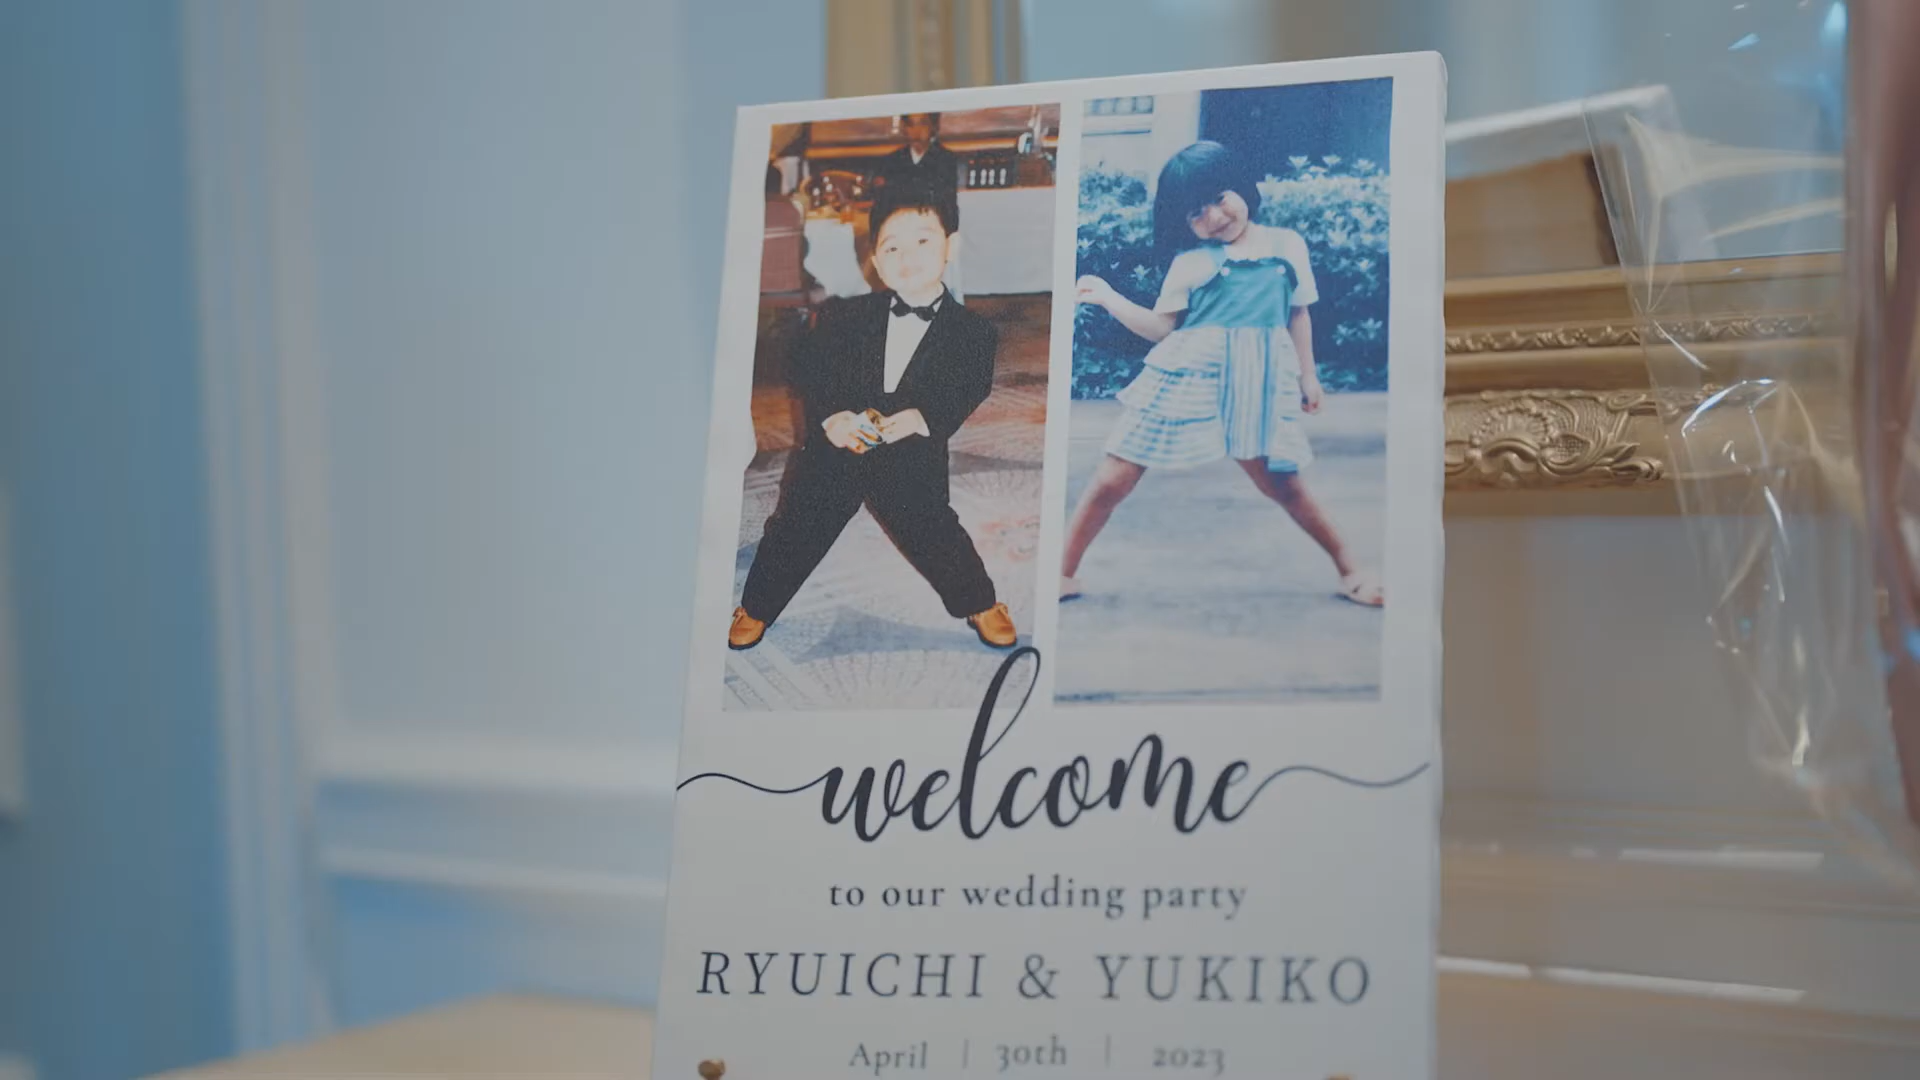 welcome
to our wedding party
RYUICHI & YUKIKO
April | 30th | 2023